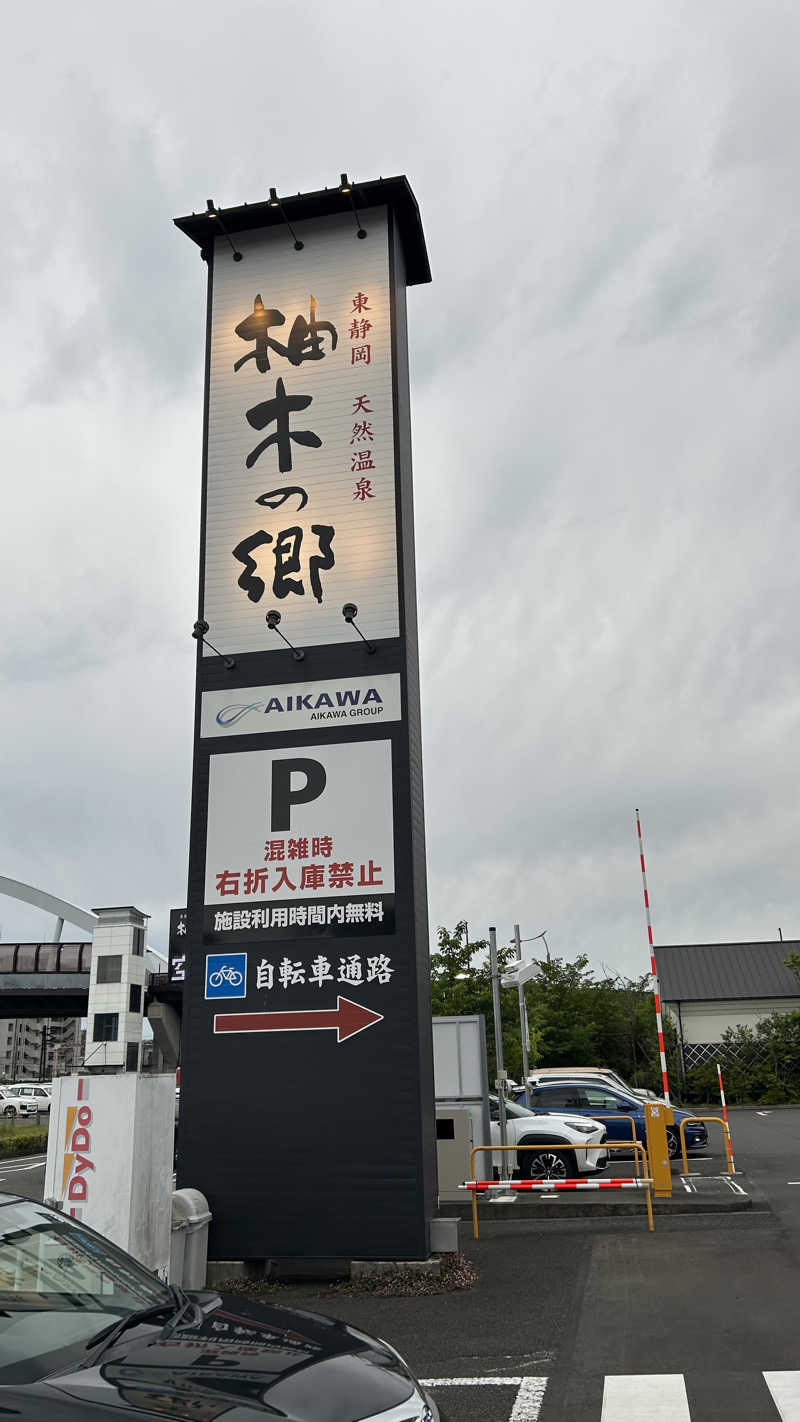 柚木の郷
東静岡 天然温泉
AIKAWA
AIKAWA GROUP
P
混雑時
右折入庫禁止
施設利用時間内無料
自転車通路
DyDo